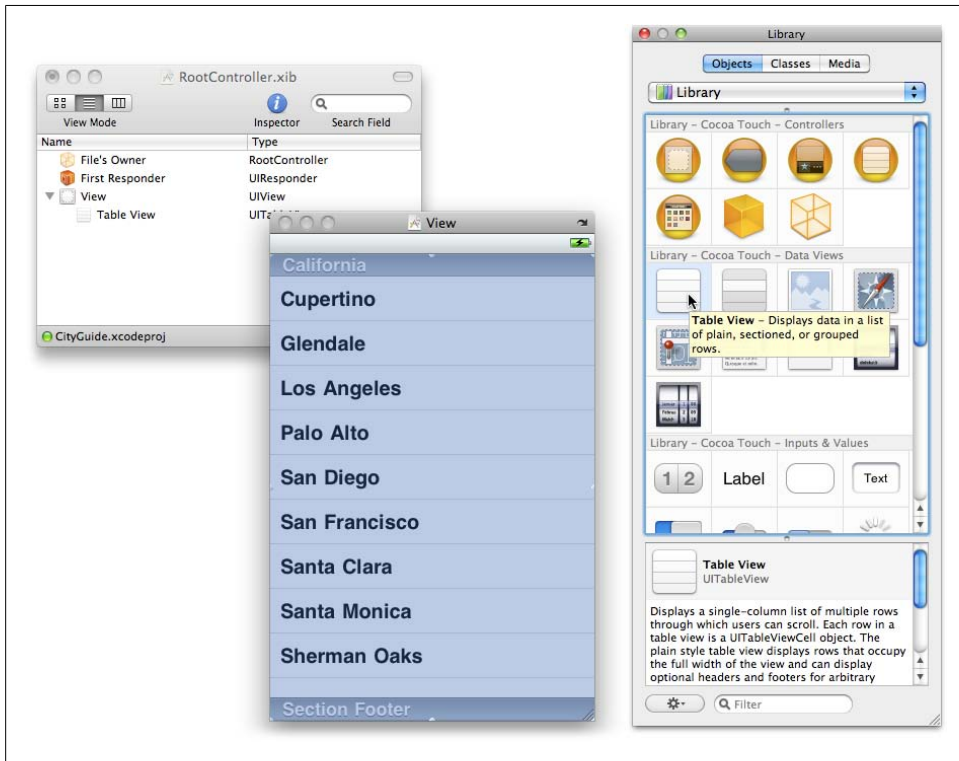 RootController.xib
View Mode
Inspector
Search Field
Name
Type
File's Owner
RootController
First Responder
UIResponder
View
UIView
Table View
CityGuide.xcodeproj
View
California
Cupertino
Glendale
Los Angeles
Palo Alto
San Diego
San Francisco
Santa Clara
Santa Monica
Sherman Oaks
Section Footer
Library
Objects
Classes
Media
Library
Library – Cocoa Touch – Controllers
Library – Cocoa Touch – Data Views
Table View – Displays data in a list
of plain, sectioned, or grouped
rows.
Library – Cocoa Touch – Inputs & Values
1 2
Label
Text
Table View
UITableView
Displays a single-column list of multiple rows
through which users can scroll. Each row in a
table view is a UITableViewCell object. The
plain style table view displays rows that occupy
the full width of the view and can display
optional headers and footers for arbitrary
Filter